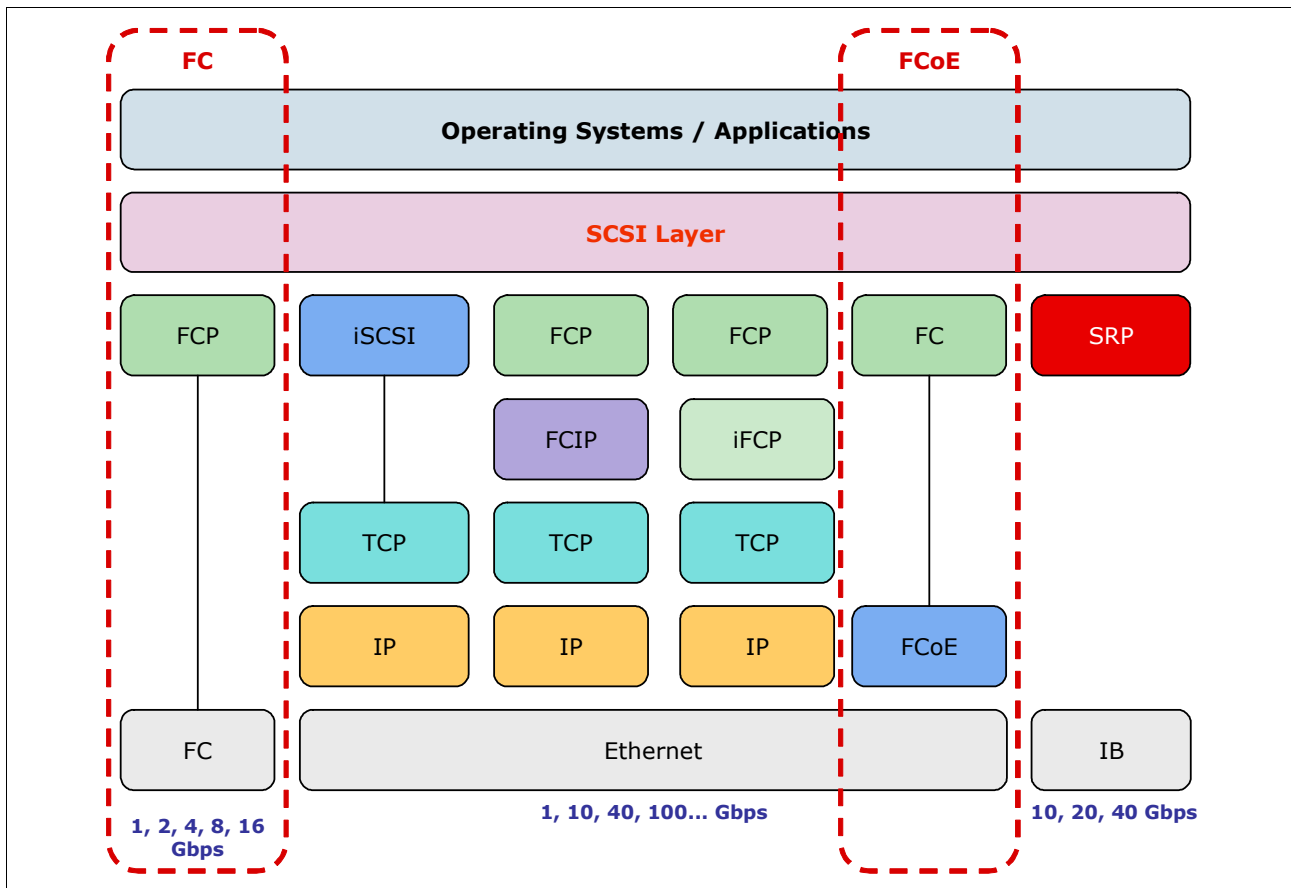 FC
FCoE
Operating Systems / Applications
SCSI Layer
FCP
iSCSI
FCP
FCP
FC
SRP
FCIP
iFCP
TCP
TCP
TCP
IP
IP
IP
FCoE
FC
Ethernet
IB
1, 2, 4, 8, 16
Gbps
1, 10, 40, 100... Gbps
10, 20, 40 Gbps